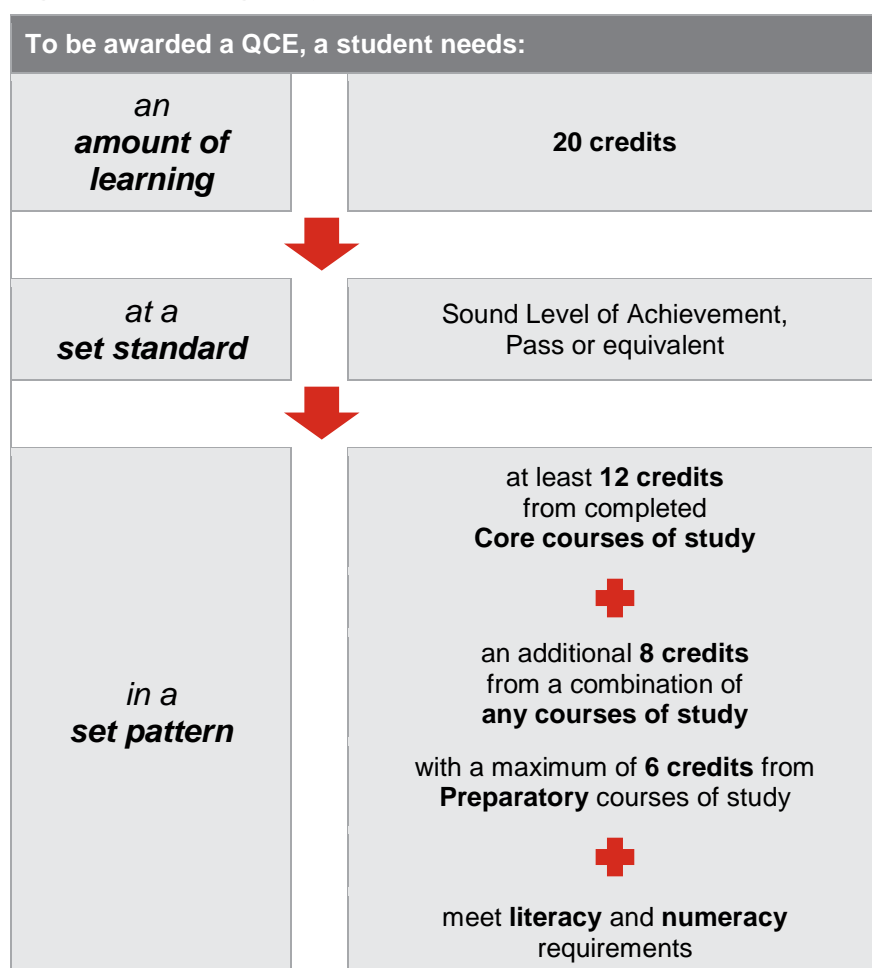 To be awarded a QCE, a student needs:
an
amount of
learning
20 credits
at a
set standard
Sound Level of Achievement,
Pass or equivalent
in a
set pattern
at least 12 credits
from completed
Core courses of study
an additional 8 credits
from a combination of
any courses of study
with a maximum of 6 credits from
Preparatory courses of study
meet literacy and numeracy
requirements